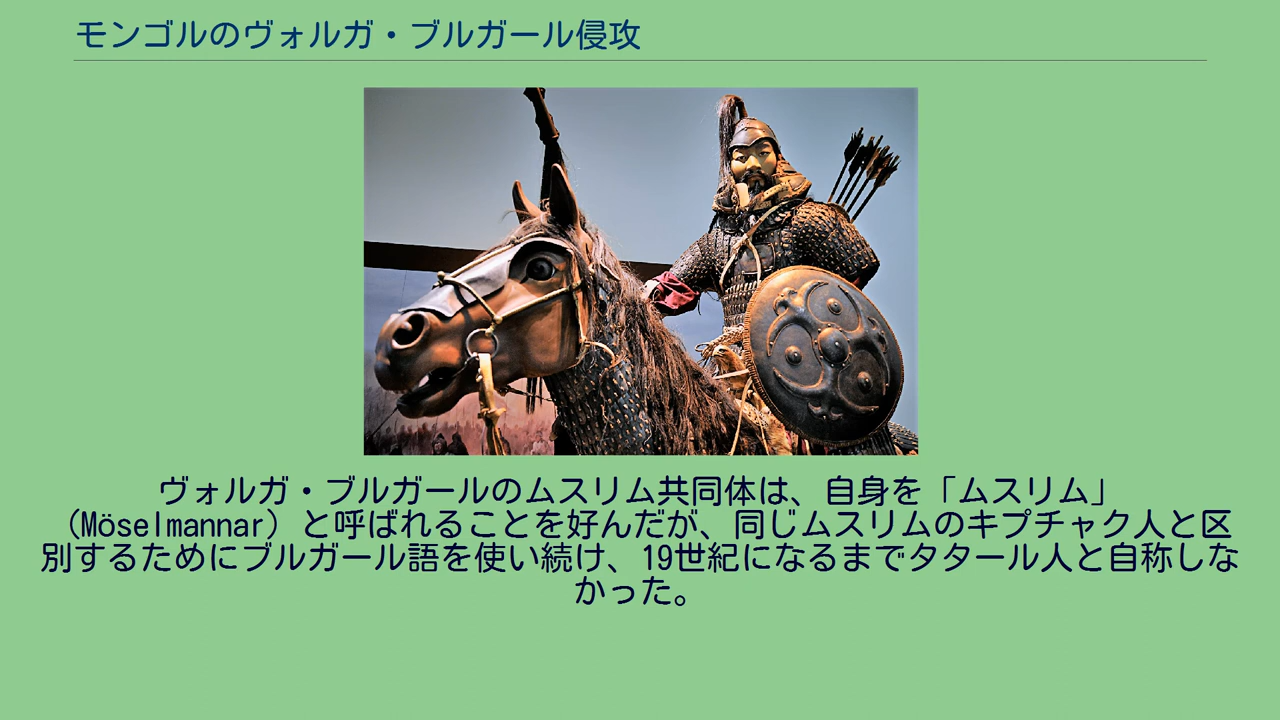 モンゴルのヴォルガ・ブルガール侵攻
ヴォルガ・ブルガールのムスリム共同体は、自身を「ムスリム」
（Möselmannar）と呼ばれることを好んだが、同じムスリムのキプチャク人と区
別するためにブルガール語を使い続け、19世紀になるまでタタール人と自称しな
かった。